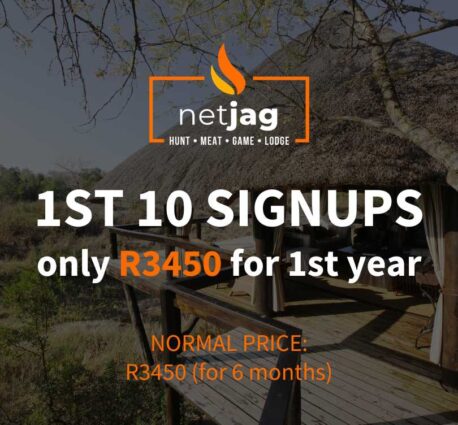 netjag
HUNT • MEAT • GAME • LODGE
1ST 10 SIGNUPS
only R3450 for 1st year
NORMAL PRICE:
R3450 (for 6 months)